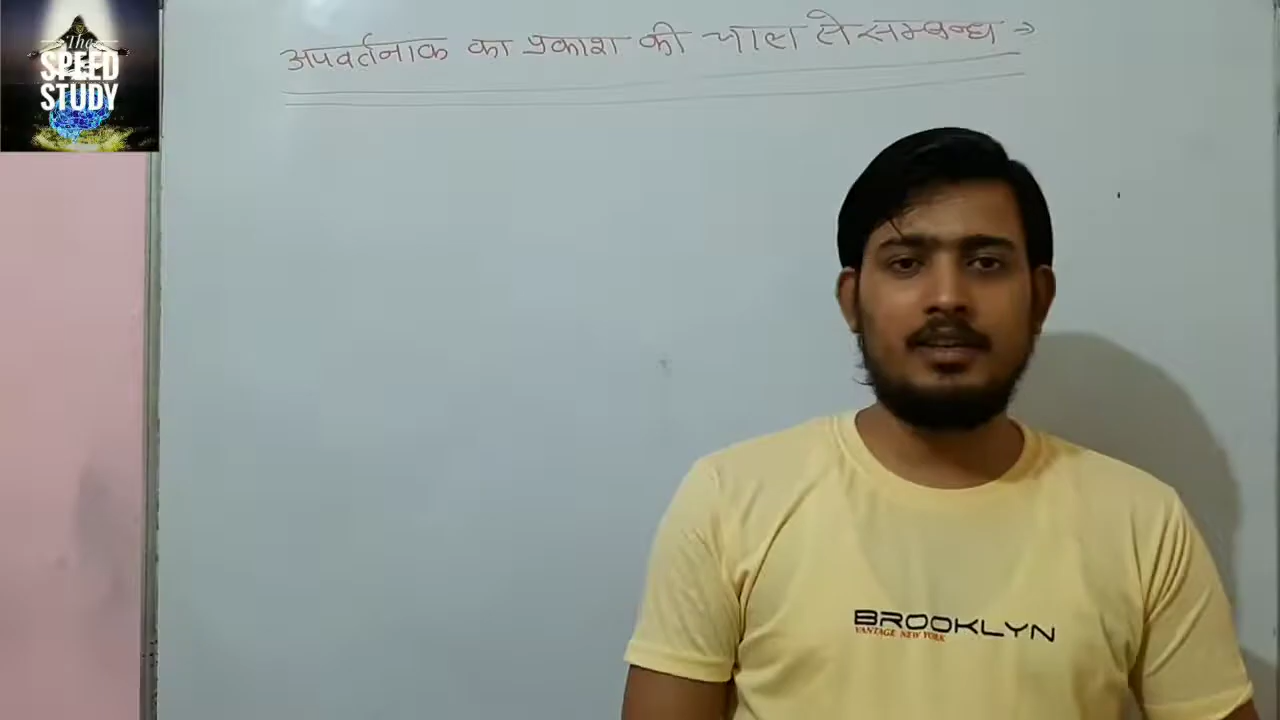 The
SPEED
STUDY
अपवर्तनाक का प्रकाश की चाल से सम्बन्ध →
BROOKLYN
VANTAGE NEW YORK